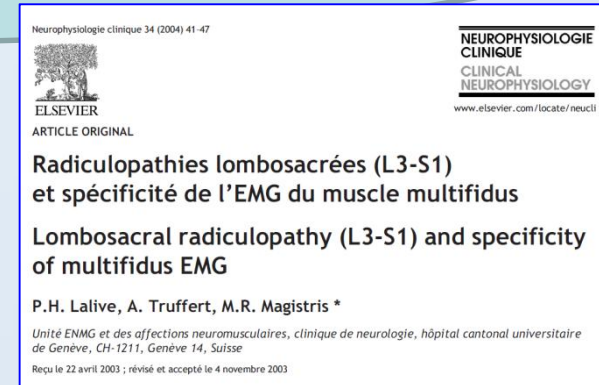 Neurophysiologie clinique 34 (2004) 41-47
NEUROPHYSIOLOGIE
CLINIQUE
CLINICAL
NEUROPHYSIOLOGY
ELSEVIER
www.elsevier.com/locate/neucli
ARTICLE ORIGINAL
Radiculopathies lombosacrées (L3-S1)
et spécificité de l’EMG du muscle multifidus
Lombosacral radiculopathy (L3-S1) and specificity
of multifidus EMG
P.H. Lalive, A. Truffert, M.R. Magistris *
Unité ENMG et des affections neuromusculaires, clinique de neurologie, hôpital cantonal universitaire
de Genève, CH-1211, Genève 14, Suisse
Reçu le 22 avril 2003 ; révisé et accepté le 4 novembre 2003